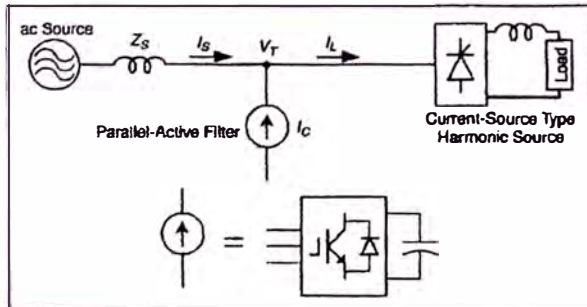 ac Source
Z_S
I_S
V_T
I_L
Load
Parallel-Active Filter
I_C
Current-Source Type
Harmonic Source
=